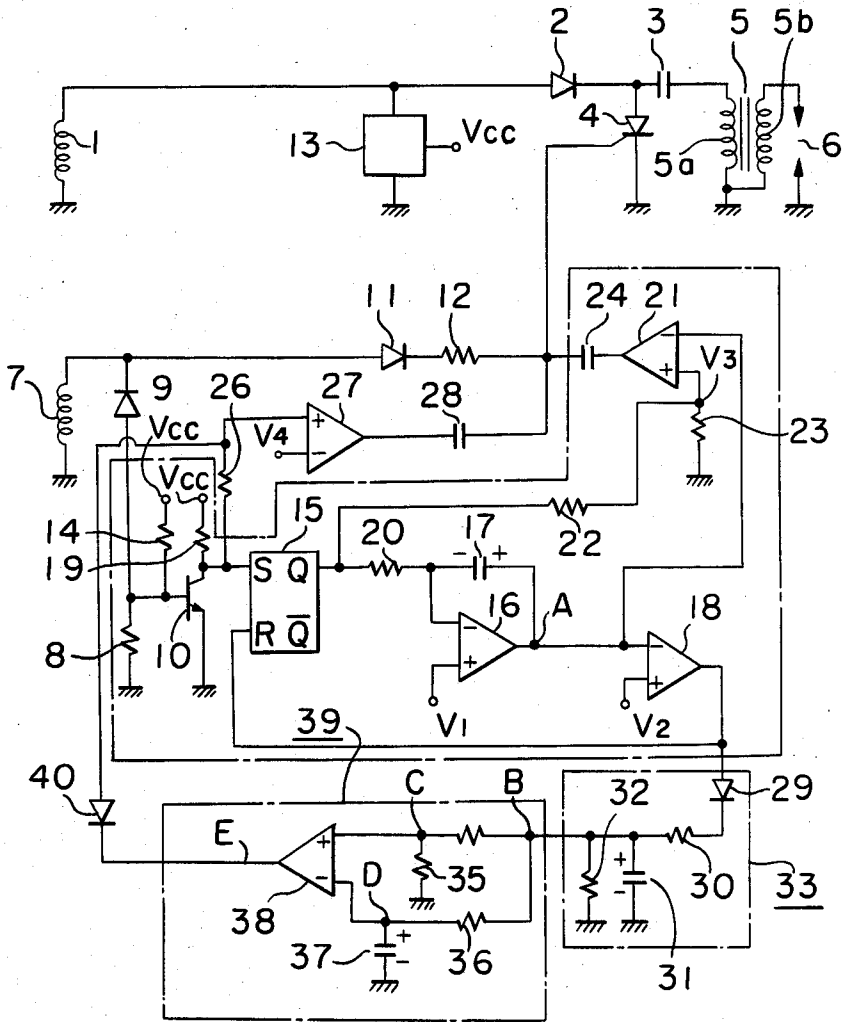 2 3 5 5b
1 13 Vcc 4 5a 6
11 12 24 21
7 9 26 27 28 V3
Vcc V4 23
Vcc
14 15 20 17 22
19 S Q 16 A 18
R Q̅
8 10
V1 V2
39
40 C B 32 29
E + 35 D 30 33
38 37 36 31